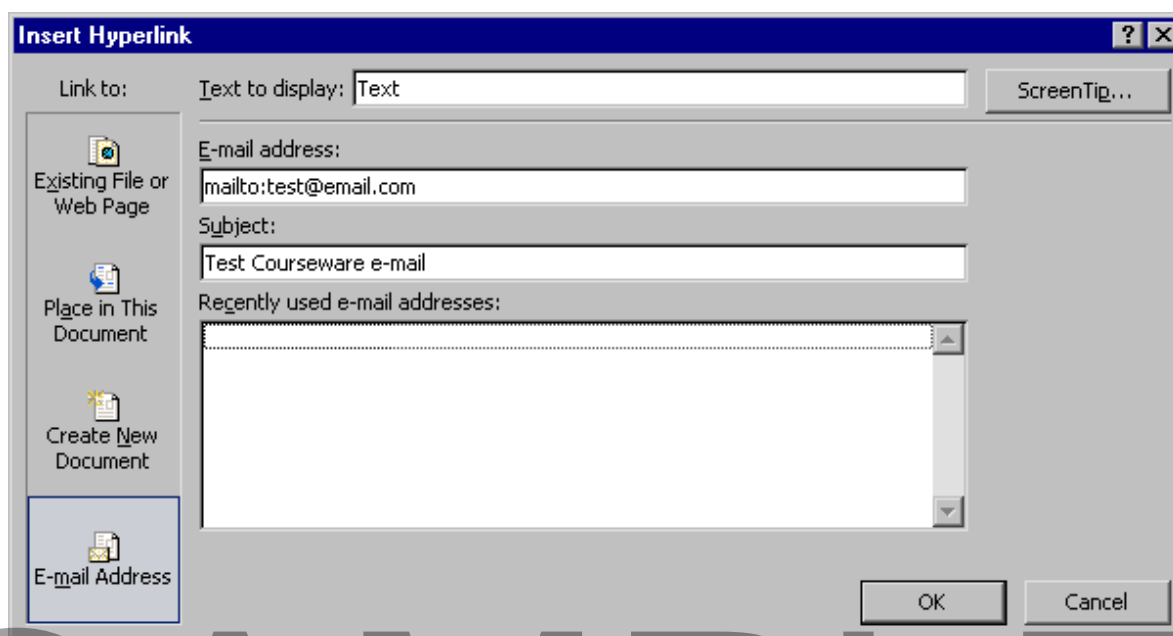 Insert Hyperlink
Link to:
Text to display: Text
ScreenTip...
Existing File or
Web Page
Place in This
Document
Create New
Document
E-mail Address
E-mail address:
mailto:test@email.com
Subject:
Test Courseware e-mail
Recently used e-mail addresses:
OK
Cancel